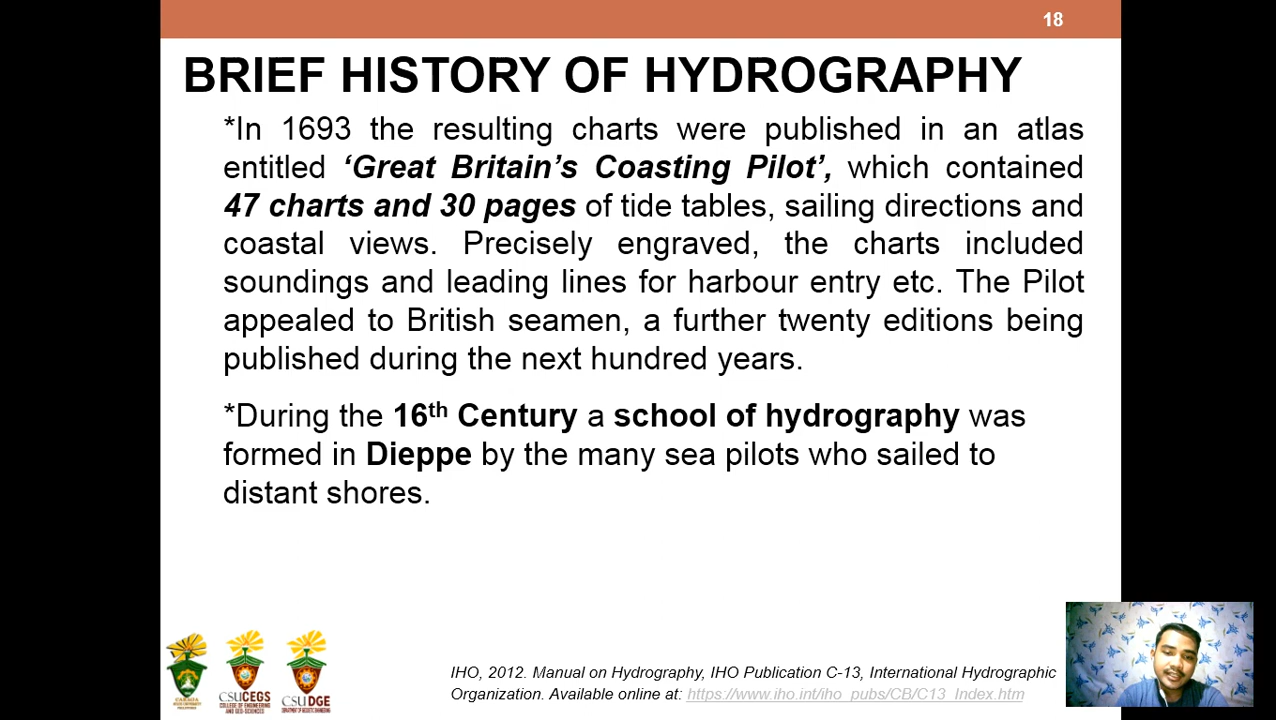 18
BRIEF HISTORY OF HYDROGRAPHY
*In 1693 the resulting charts were published in an atlas
entitled ‘Great Britain’s Coasting Pilot’, which contained
47 charts and 30 pages of tide tables, sailing directions and
coastal views. Precisely engraved, the charts included
soundings and leading lines for harbour entry etc. The Pilot
appealed to British seamen, a further twenty editions being
published during the next hundred years.
*During the 16th Century a school of hydrography was
formed in Dieppe by the many sea pilots who sailed to
distant shores.
CSUCEGS
CSUDGE
IHO, 2012. Manual on Hydrography, IHO Publication C-13, International Hydrographic
Organization. Available online at: https://www.iho.int/iho_pubs/CB/C13_Index.htm